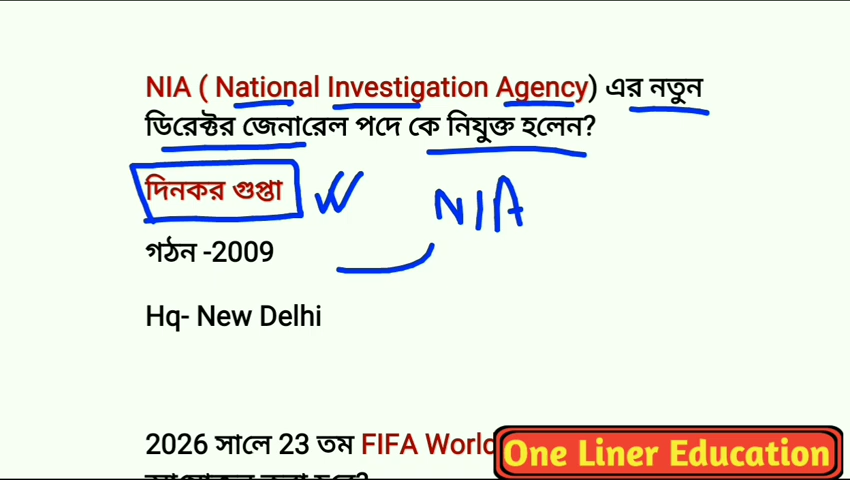 NIA ( National Investigation Agency) এর নতুন
ডিরেক্টর জেনারেল পদে কে নিযুক্ত হলেন?
দিনকর গুপ্তা
NIA
গঠন -2009
Hq- New Delhi
2026 সালে 23 তম FIFA World
One Liner Education